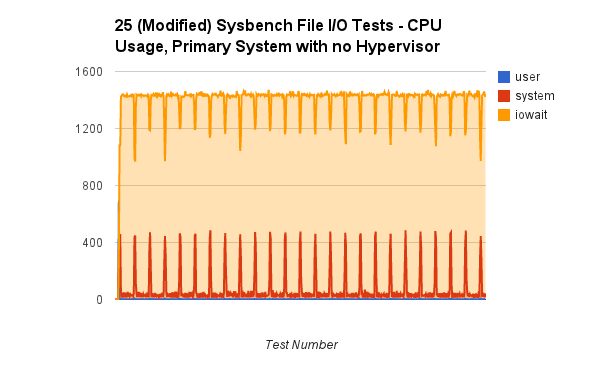 25 (Modified) Sysbench File I/O Tests - CPU
Usage, Primary System with no Hypervisor
1600
1200
800
400
0
user
system
iowait
Test Number